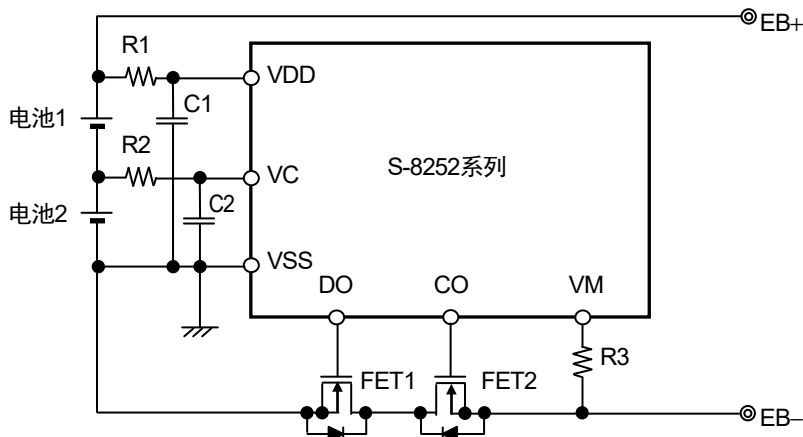 EB+
R1
VDD
C1
电池1
R2
S-8252系列
VC
C2
电池2
VSS
DO
CO
VM
R3
FET1
FET2
EB−